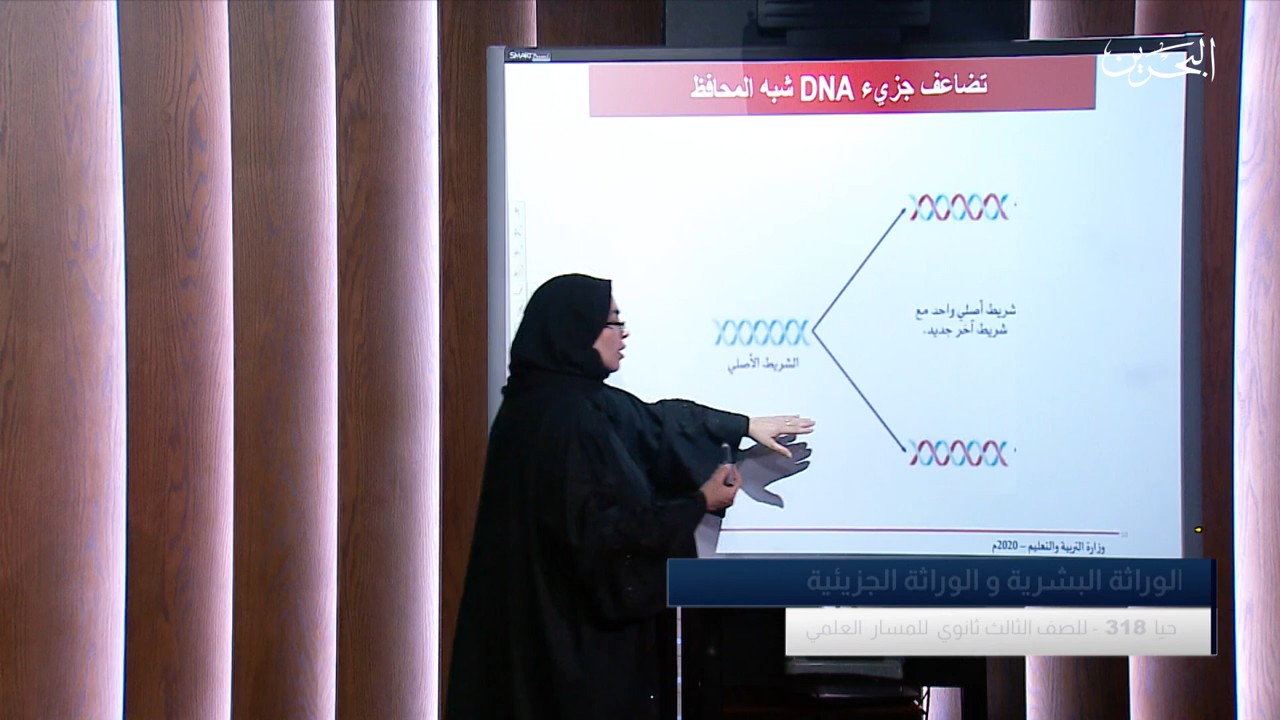 SMART
البحرين
تضاعف جزيء DNA شبه المحافظ
شريط أصلي واحد مع
شريط آخر جديد.
الشريط الأصلي
وزارة التربية والتعليم – 2020م
الوراثة البشرية و الوراثة الجزيئية
حيا 318 - للصف الثالث ثانوي للمسار العلمي